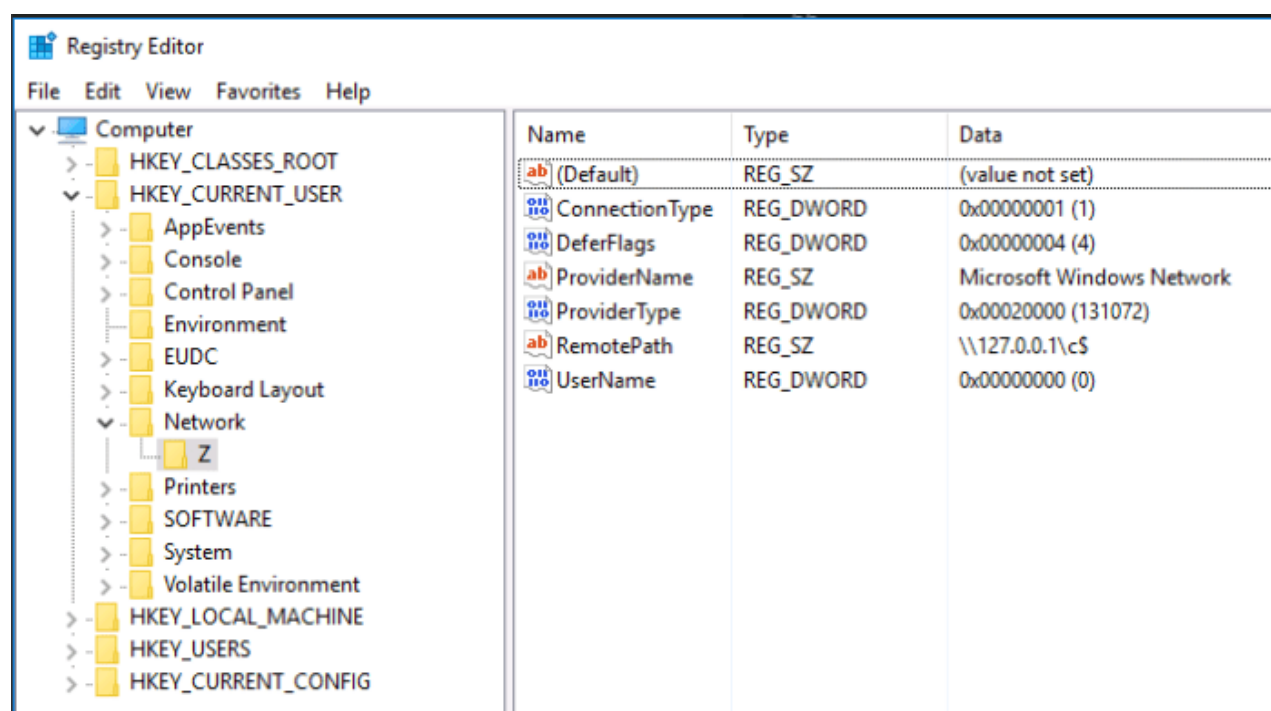 Registry Editor
File Edit View Favorites Help
Computer
HKEY_CLASSES_ROOT
HKEY_CURRENT_USER
AppEvents
Console
Control Panel
Environment
EUDC
Keyboard Layout
Network
Z
Printers
SOFTWARE
System
Volatile Environment
HKEY_LOCAL_MACHINE
HKEY_USERS
HKEY_CURRENT_CONFIG
Name Type Data
(Default) REG_SZ (value not set)
ConnectionType REG_DWORD 0x00000001 (1)
DeferFlags REG_DWORD 0x00000004 (4)
ProviderName REG_SZ Microsoft Windows Network
ProviderType REG_DWORD 0x00020000 (131072)
RemotePath REG_SZ \\127.0.0.1\c$
UserName REG_DWORD 0x00000000 (0)